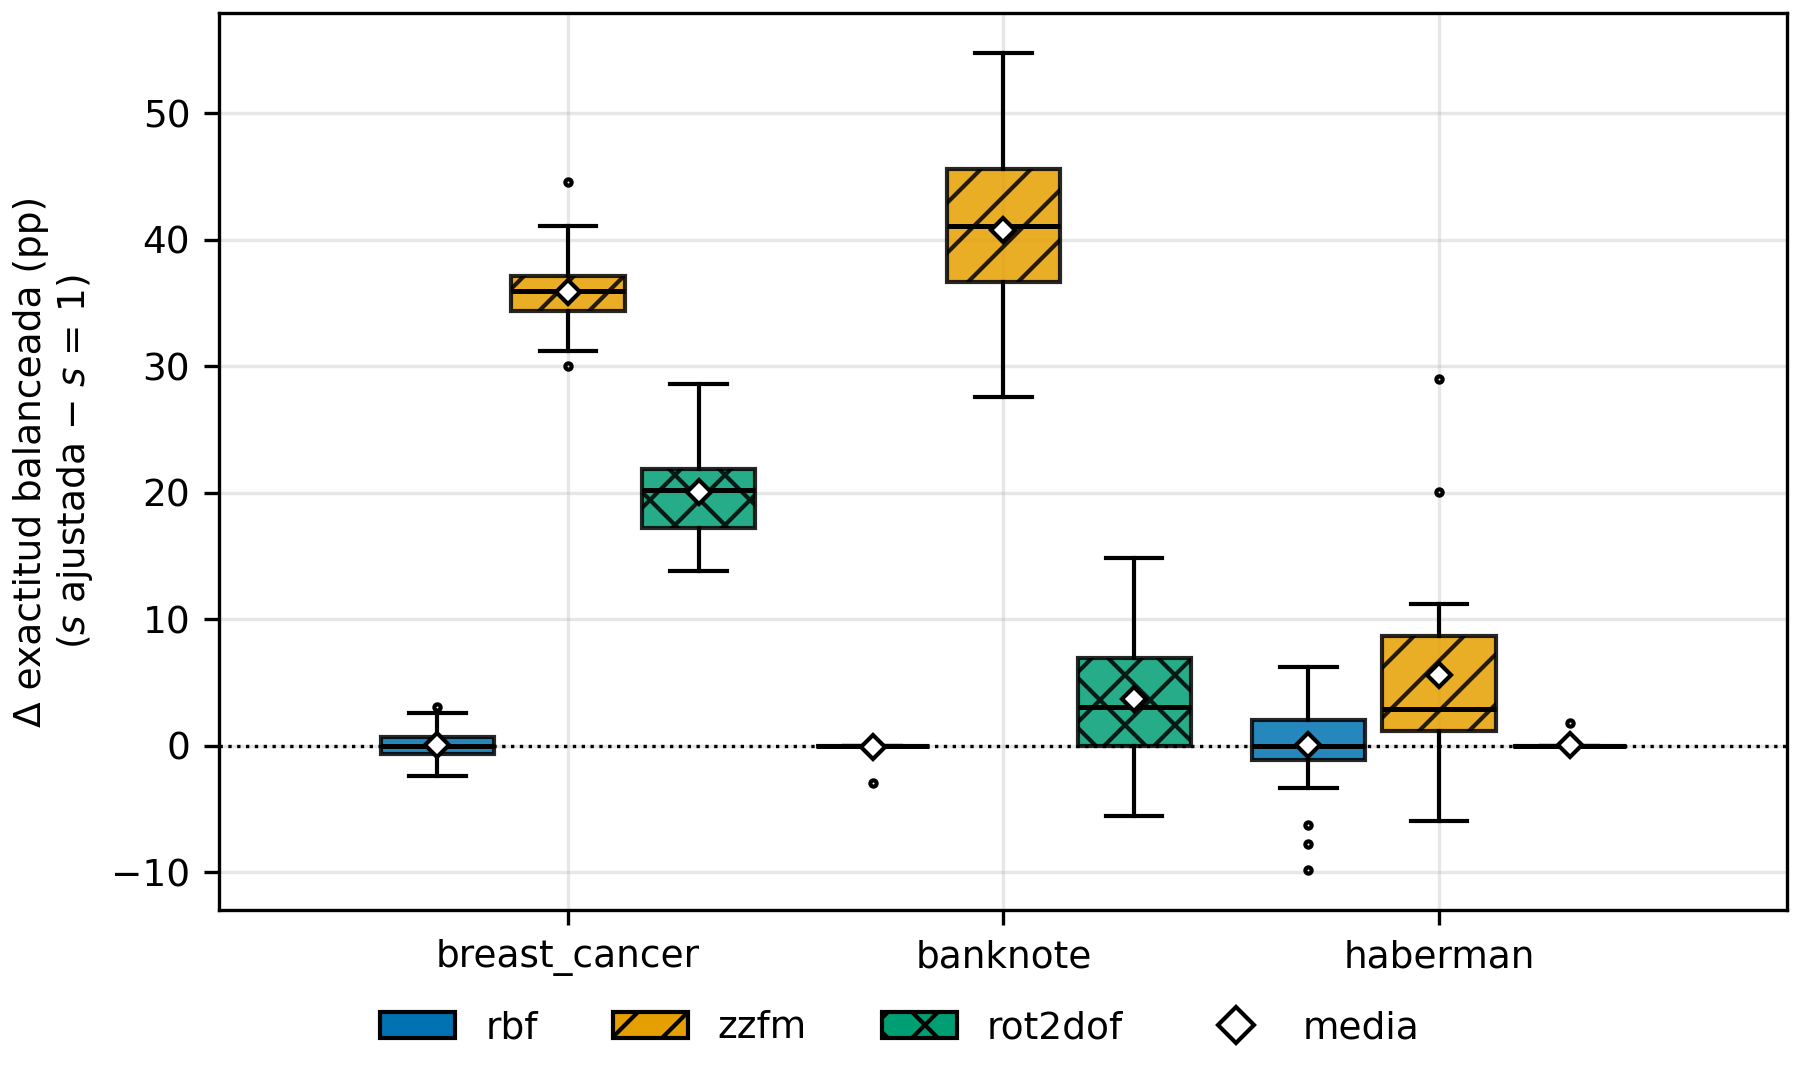 Δ exactitud balanceada (pp)
(s ajustada − s = 1)
50
40
30
20
10
0
−10
breast_cancer banknote haberman
rbf zzfm rot2dof media